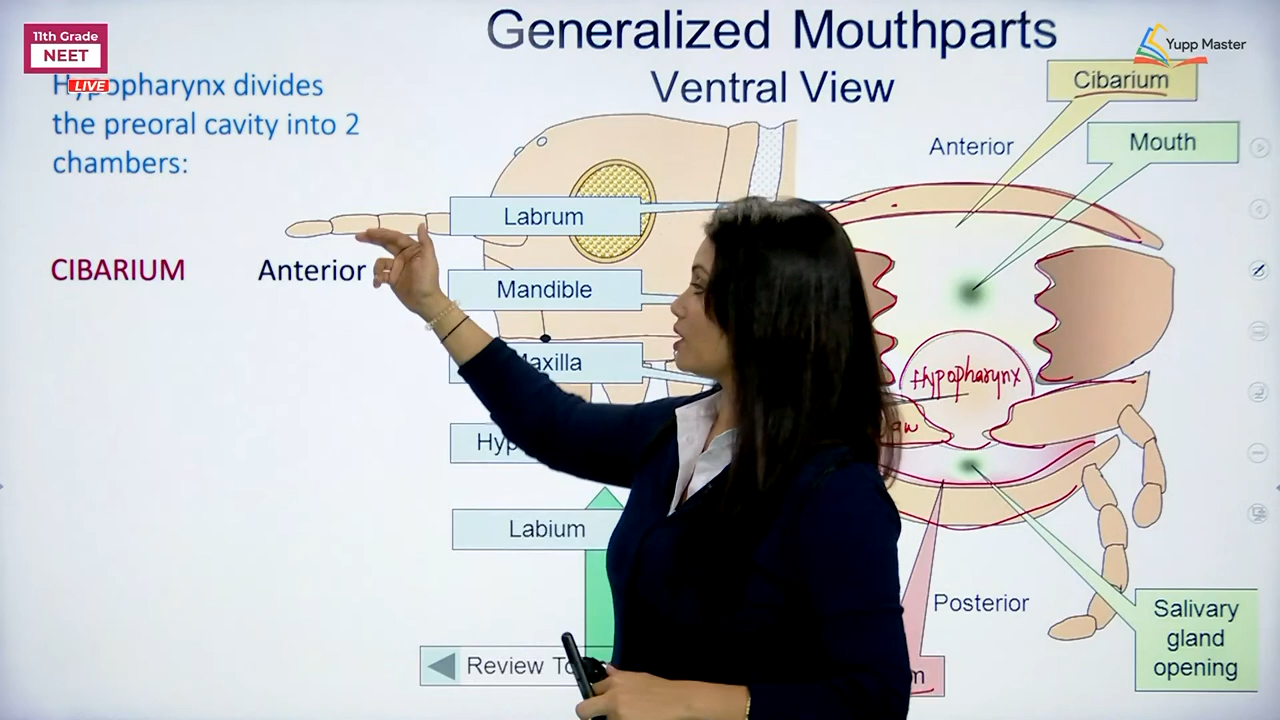 11th Grade
NEET
LIVE
Generalized Mouthparts
Ventral View
Yupp Master
Hypopharynx divides
the preoral cavity into 2
chambers:
CIBARIUM
Anterior
Labrum
Mandible
Maxilla
Labium
Review
Cibarium
Anterior
Mouth
Hypopharynx
Posterior
Salivary
gland
opening